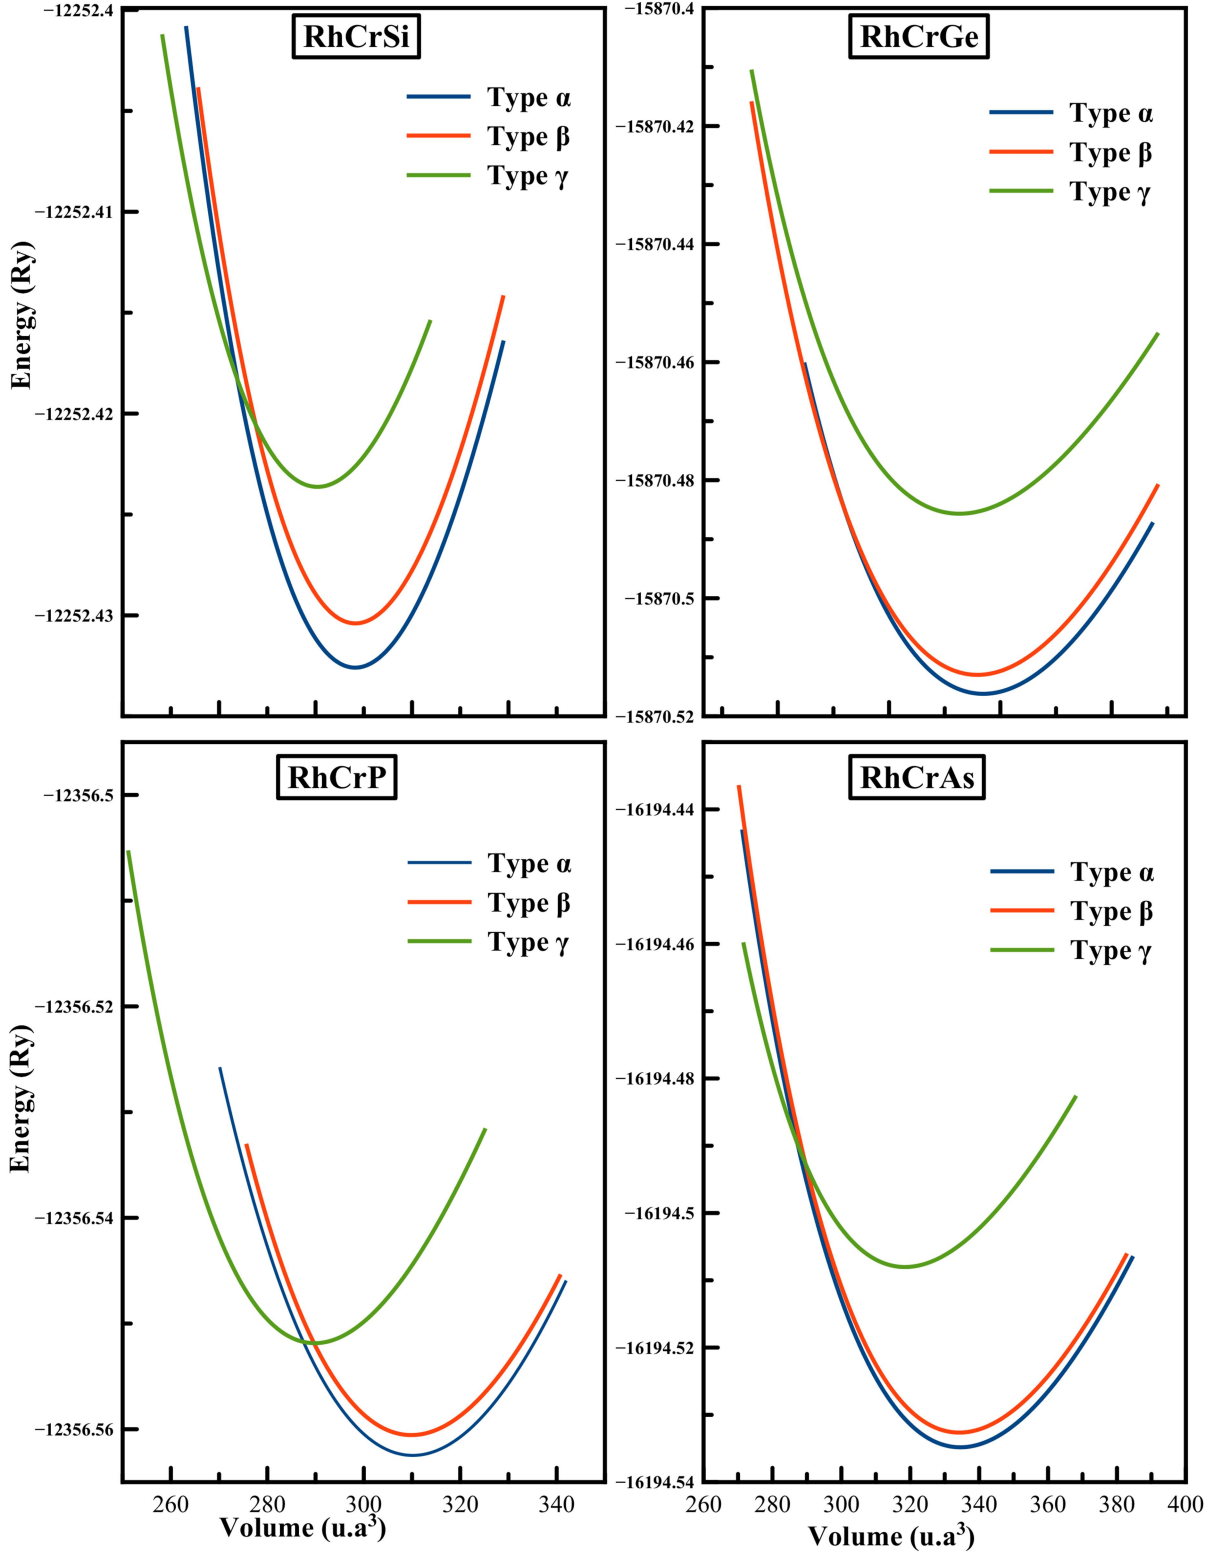 RhCrSi
Type α
Type β
Type γ
−12252.4
−12252.41
−12252.42
−12252.43
Energy (Ry)
RhCrGe
Type α
Type β
Type γ
−15870.4
−15870.42
−15870.44
−15870.46
−15870.48
−15870.5
−15870.52
RhCrP
Type α
Type β
Type γ
−12356.5
−12356.52
−12356.54
−12356.56
Energy (Ry)
260 280 300 320 340
Volume (u.a³)
RhCrAs
Type α
Type β
Type γ
−16194.44
−16194.46
−16194.48
−16194.5
−16194.52
−16194.54
260 280 300 320 340 360 380 400
Volume (u.a³)